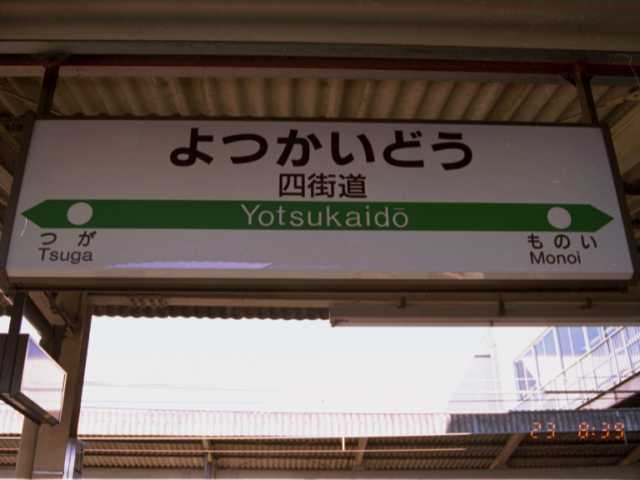 よつかいどう
四街道
Yotsukaidō
つが
Tsuga
ものい
Monoi
23 8:39